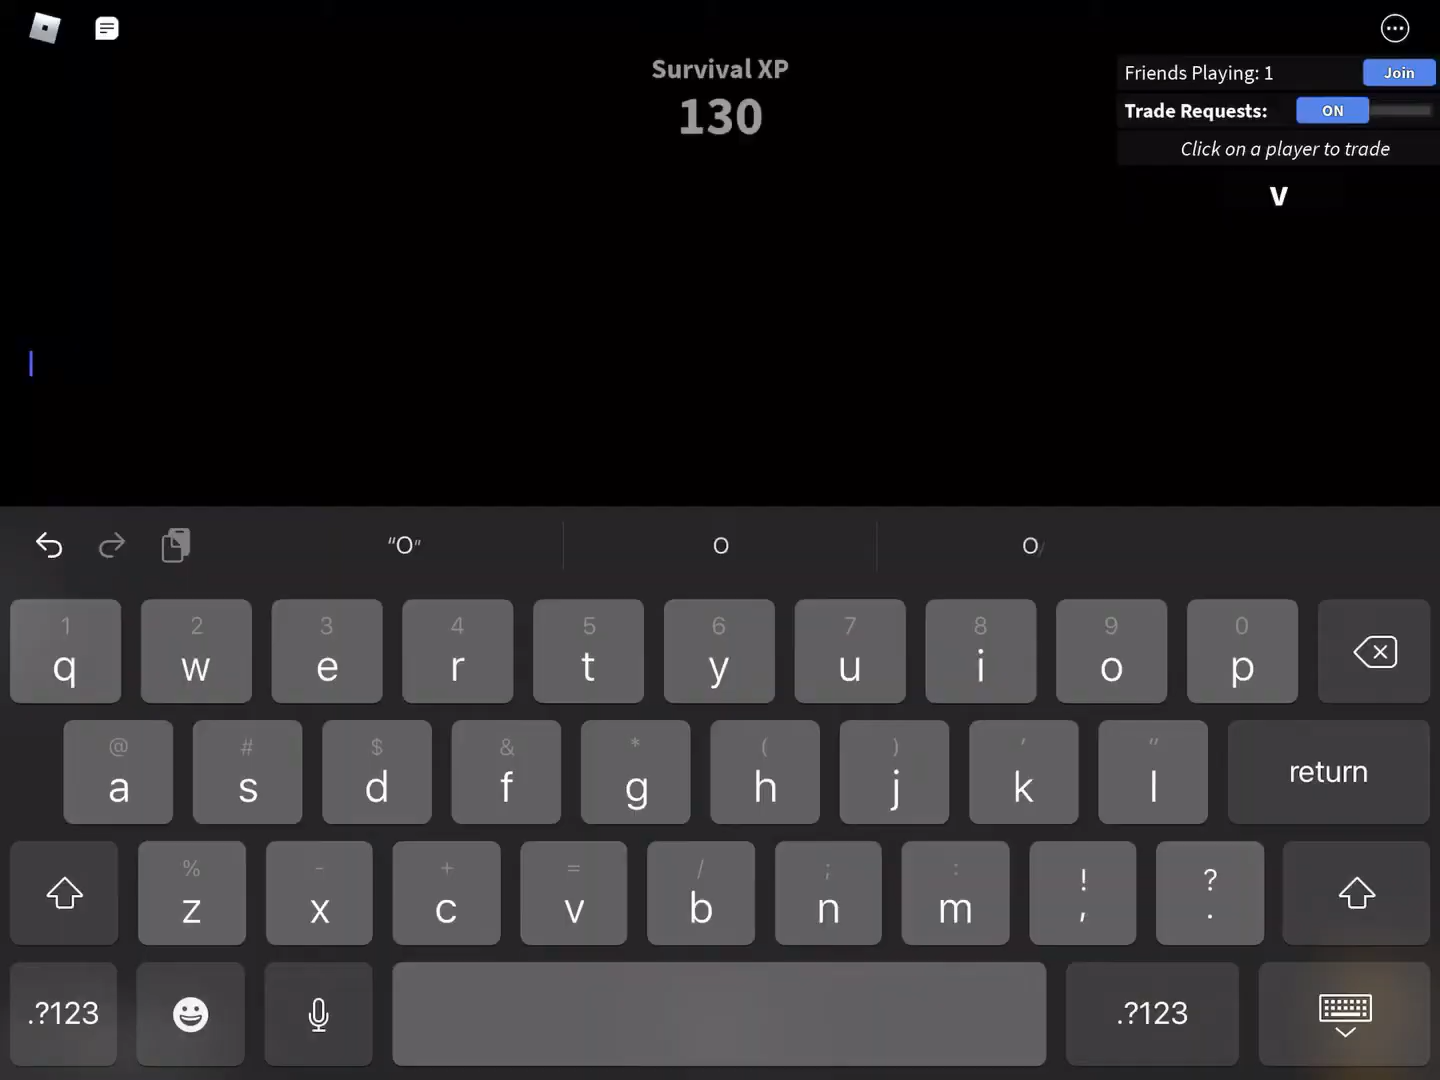 Survival XP
130
Friends Playing: 1 Join
Trade Requests: ON
Click on a player to trade
v
"O" O O
1 2 3 4 5 6 7 8 9 0
q w e r t y u i o p
@ # $ & * ( ) ' "
a s d f g h j k l return
% - + = / ; : ! ?
z x c v b n m , .
.?123 .?123